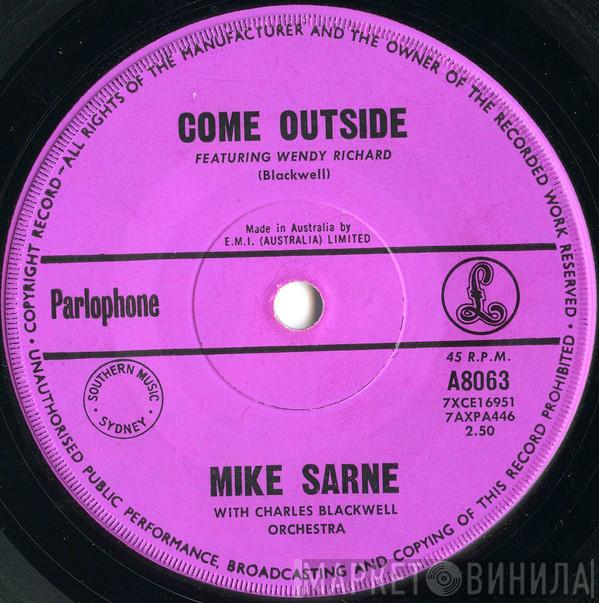 COPYRIGHT RECORD—ALL RIGHTS OF THE MANUFACTURER AND THE OWNER OF THE RECORDED WORK RESERVED •
COME OUTSIDE
FEATURING WENDY RICHARD
(Blackwell)
Made in Australia by
E.M.I. (AUSTRALIA) LIMITED
Parlophone
£
SOUTHERN MUSIC
• SYDNEY •
45 R.P.M.
A8063
7XCE16951
7AXPA446
2.50
MIKE SARNE
WITH CHARLES BLACKWELL
ORCHESTRA
• UNAUTHORISED PUBLIC PERFORMANCE, BROADCASTING AND COPYING OF THIS RECORD PROHIBITED •
МАРКЕТ ВИНИЛА